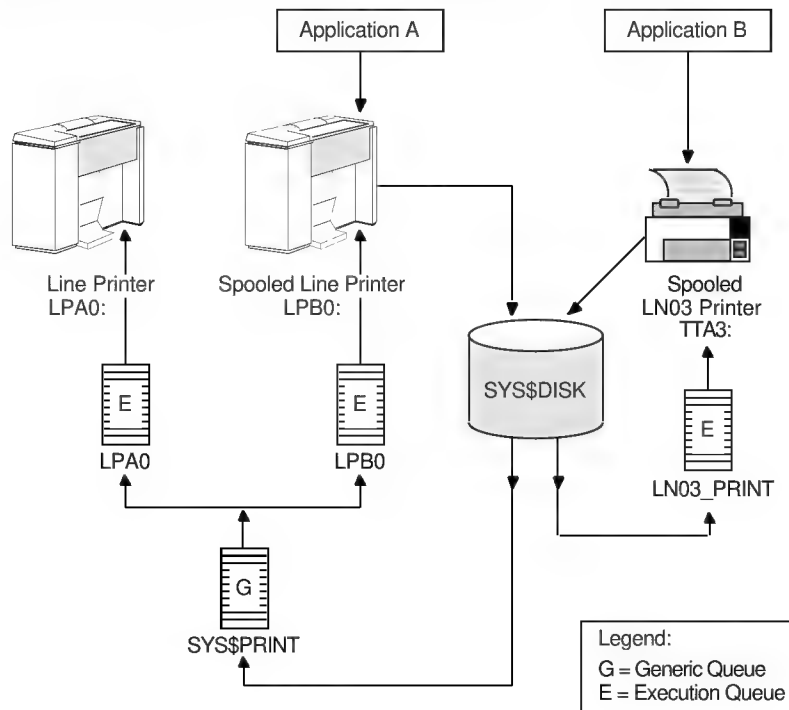 Application A
Application B
Line Printer
LPA0:
Spooled Line Printer
LPB0:
Spooled
LN03 Printer
TTA3:
SYS$DISK
E
LPA0
E
LPB0
E
LN03_PRINT
G
SYS$PRINT
Legend:
G = Generic Queue
E = Execution Queue